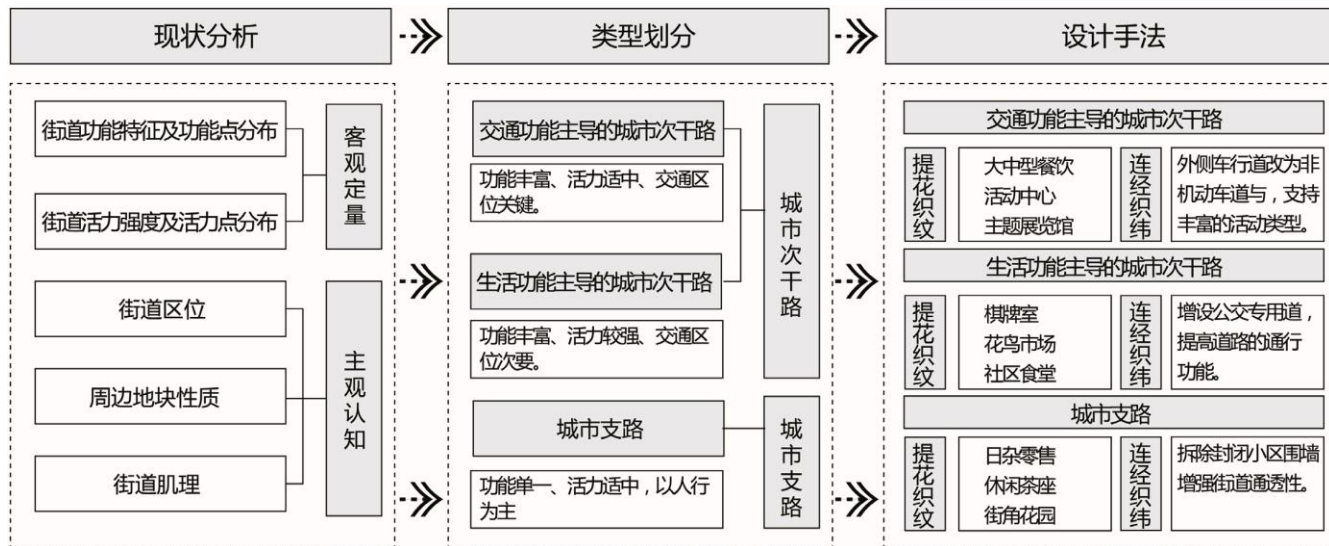 现状分析
类型划分
设计手法
街道功能特征及功能点分布
街道活力强度及活力点分布
客观定量
街道区位
周边地块性质
街道肌理
主观认知
交通功能主导的城市次干路
功能丰富、活力适中、交通区
位关键。
生活功能主导的城市次干路
功能丰富、活力较强、交通区
位次要。
城市次干路
城市支路
功能单一、活力适中，以人行
为主
城市支路
交通功能主导的城市次干路
提花织纹
大中型餐饮
活动中心
主题展览馆
连经织纬
外侧车行道改为非
机动车道与，支持
丰富的活动类型。
生活功能主导的城市次干路
提花织纹
棋牌室
花鸟市场
社区食堂
连经织纬
增设公交专用道，
提高道路的通行
功能。
城市支路
提花织纹
日杂零售
休闲茶座
街角花园
连经织纬
拆除封闭小区围墙
增强街道通透性。